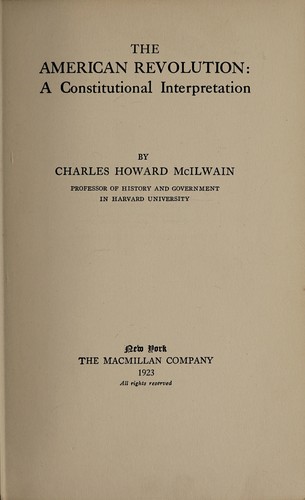 THE
AMERICAN REVOLUTION:
A Constitutional Interpretation
BY
CHARLES HOWARD McILWAIN
PROFESSOR OF HISTORY AND GOVERNMENT
IN HARVARD UNIVERSITY
New York
THE MACMILLAN COMPANY
1923
All rights reserved